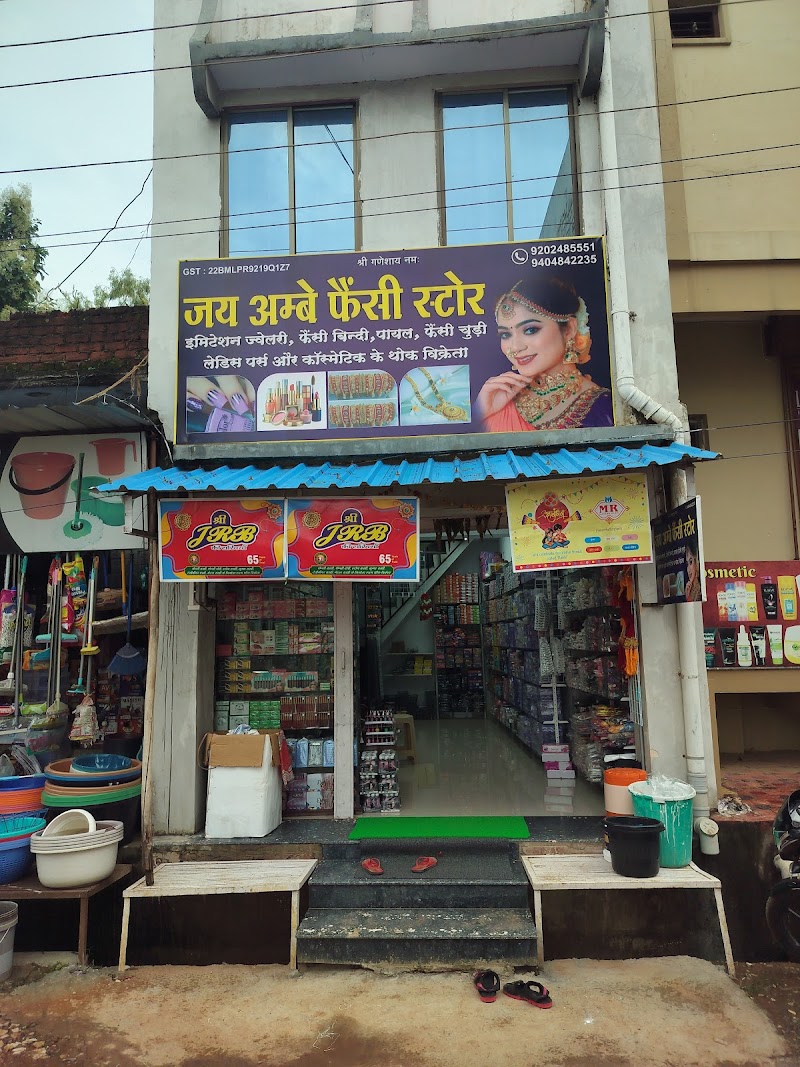 श्री गणेशाय नमः
GST : 22BMLPR9219Q1Z7
9202485551
9404842235
जय अम्बे फैंसी स्टोर
इमिटेशन ज्वेलरी, फैंसी बिन्दी,पायल, फैंसी चुड़ी
लेडिस पर्स और कॉस्मेटिक के थोक विक्रेता
श्री
JRB
65
श्री
JRB
65
MR
osmetic